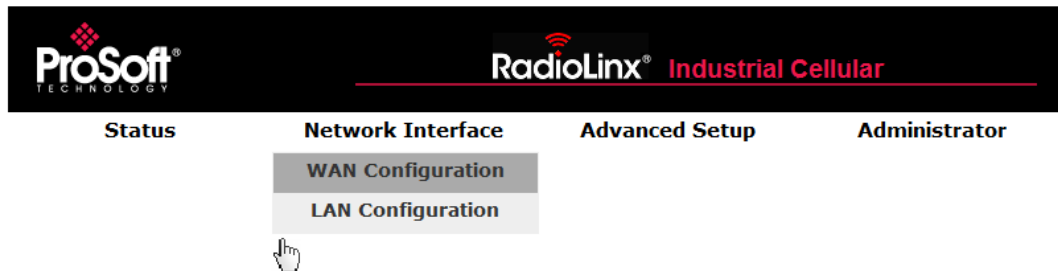 ProSoft®
TECHNOLOGY
RadioLinx® Industrial Cellular
Status Network Interface Advanced Setup Administrator
WAN Configuration
LAN Configuration